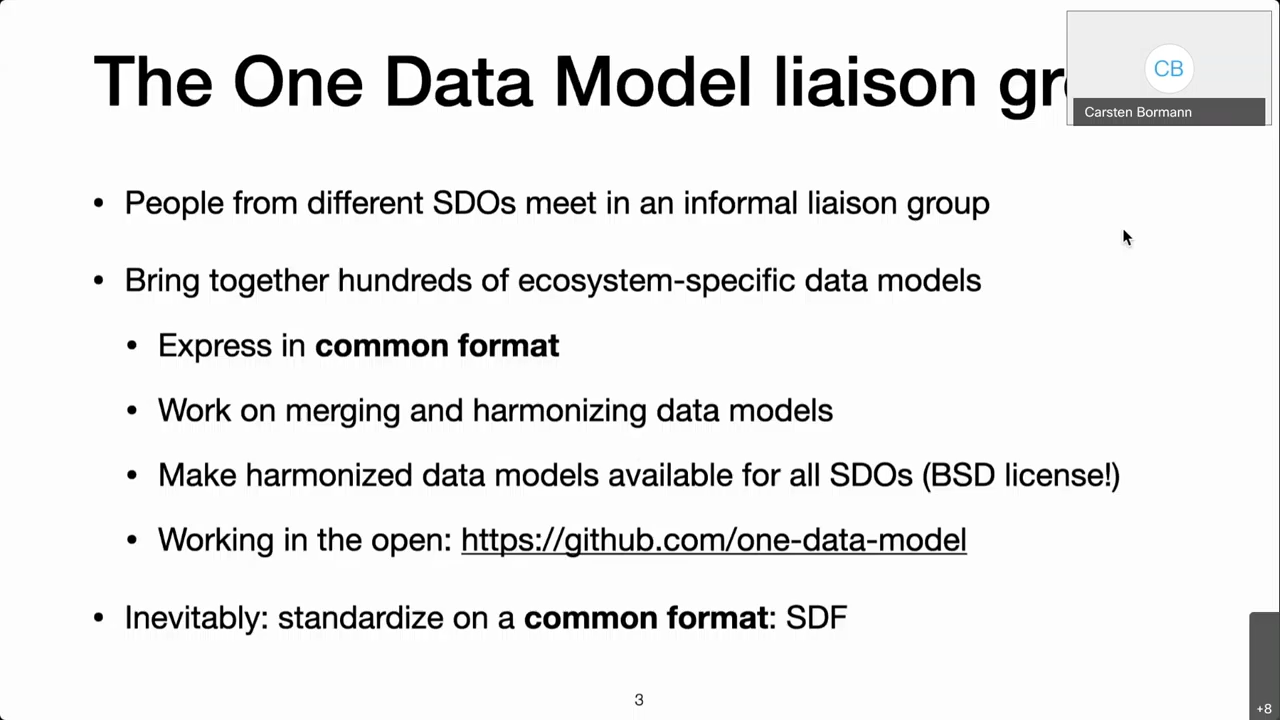 The One Data Model liaison gr
CB
Carsten Bormann
• People from different SDOs meet in an informal liaison group
• Bring together hundreds of ecosystem-specific data models
• Express in common format
• Work on merging and harmonizing data models
• Make harmonized data models available for all SDOs (BSD license!)
• Working in the open: https://github.com/one-data-model
• Inevitably: standardize on a common format: SDF
3
+8